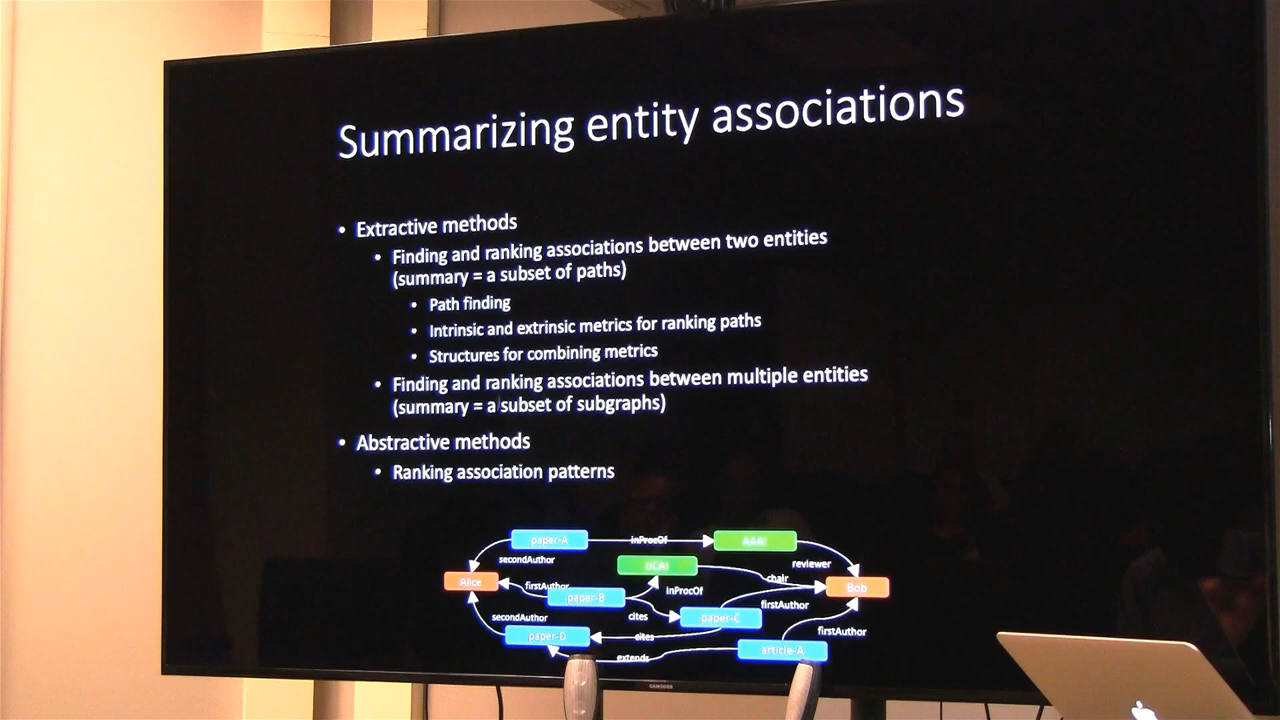 Summarizing entity associations
• Extractive methods
• Finding and ranking associations between two entities
(summary = a subset of paths)
• Path finding
• Intrinsic and extrinsic metrics for ranking paths
• Structures for combining metrics
• Finding and ranking associations between multiple entities
(summary = a subset of subgraphs)
• Abstractive methods
• Ranking association patterns
paper-A
inProcOf
AAAI
secondAuthor
IJCAI
reviewer
Alice
firstAuthor
inProcOf
chair
Bob
paper-B
firstAuthor
secondAuthor
cites
paper-C
firstAuthor
paper-D
cites
article-A
extends
SAMSUNG